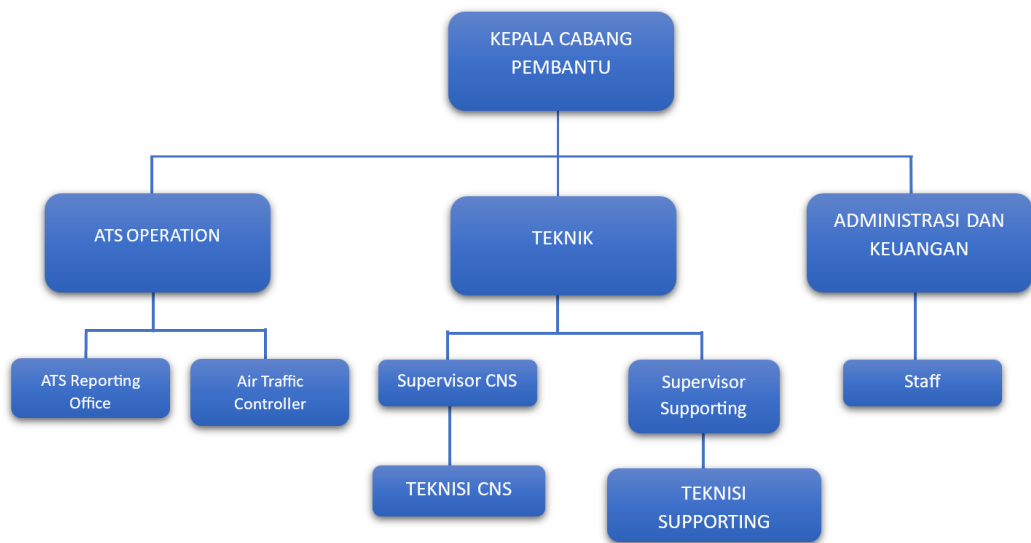 KEPALA CABANG
PEMBANTU
ATS OPERATION
TEKNIK
ADMINISTRASI DAN
KEUANGAN
ATS Reporting
Office
Air Traffic
Controller
Supervisor CNS
Supervisor
Supporting
Staff
TEKNISI CNS
TEKNISI
SUPPORTING